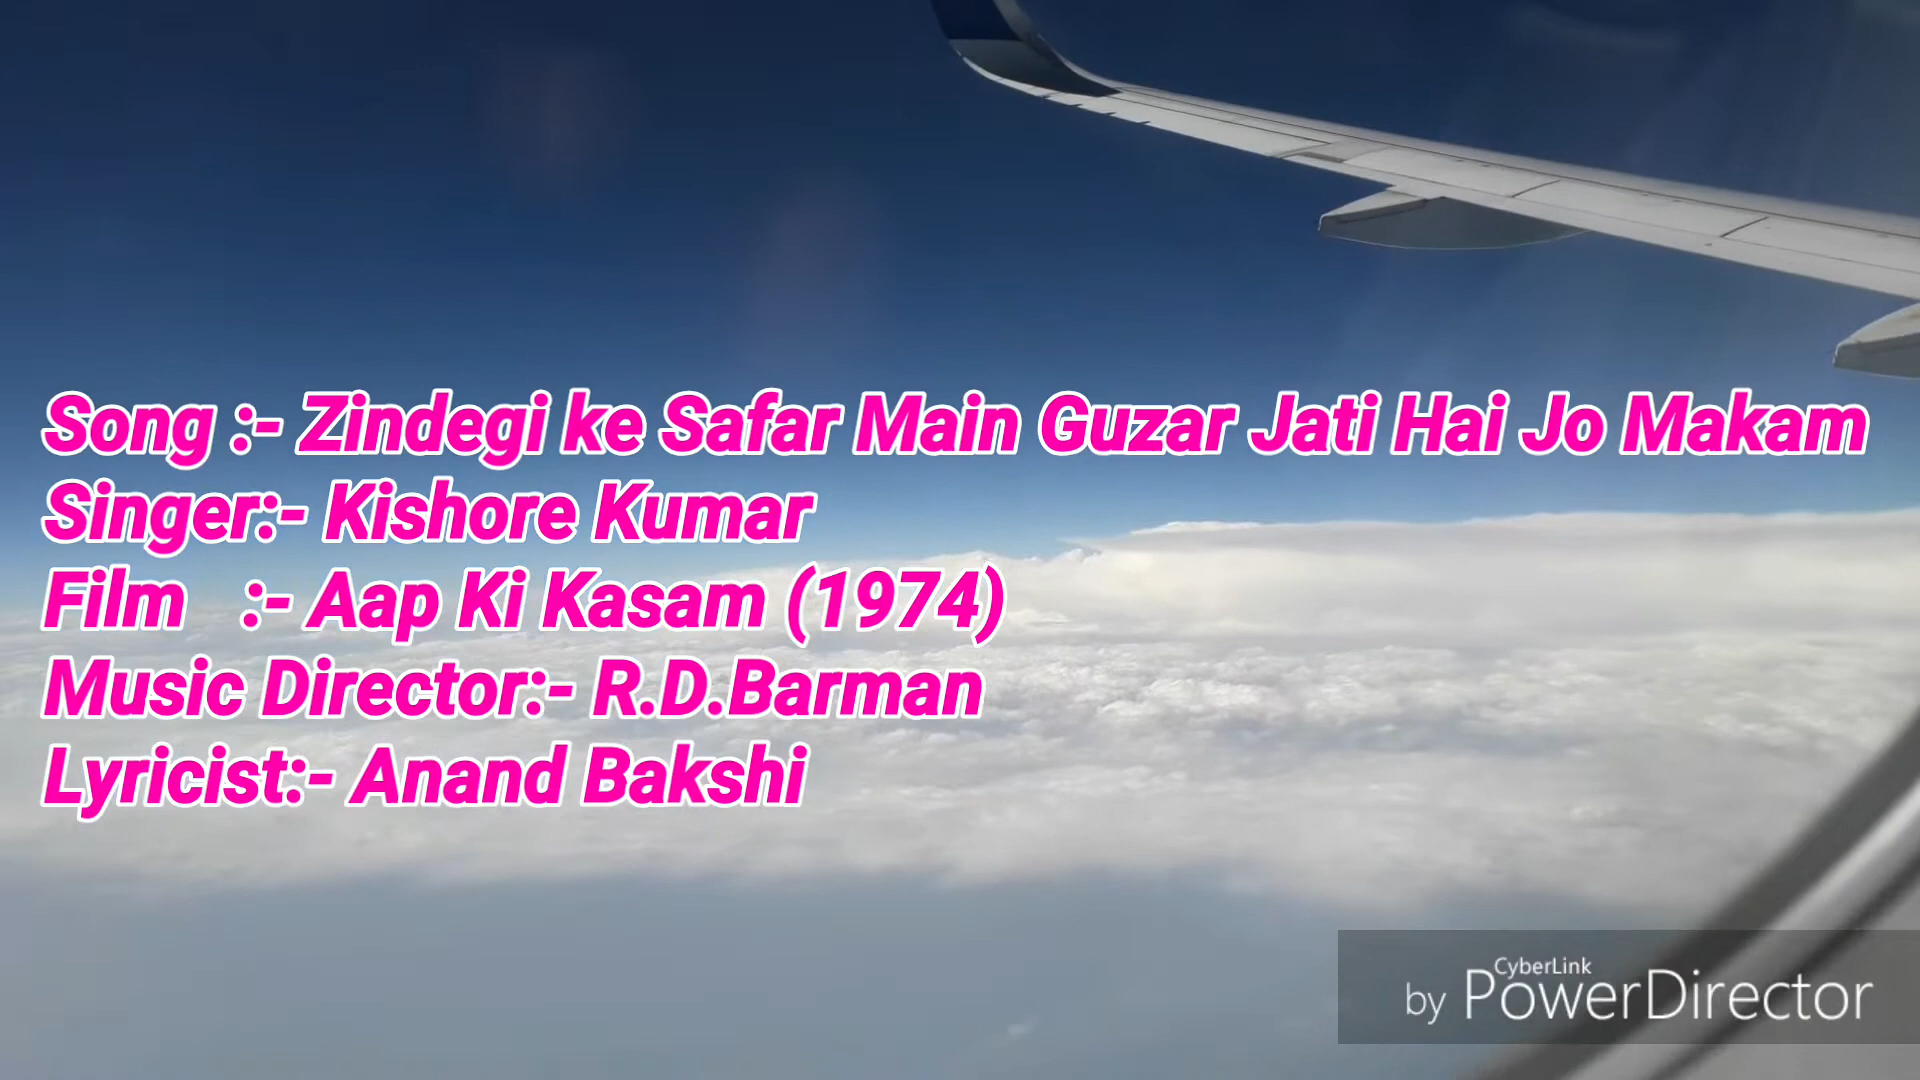 Song :- Zindegi ke Safar Main Guzar Jati Hai Jo Makam
Singer:- Kishore Kumar
Film :- Aap Ki Kasam (1974)
Music Director:- R.D.Barman
Lyricist:- Anand Bakshi
by CyberLink PowerDirector